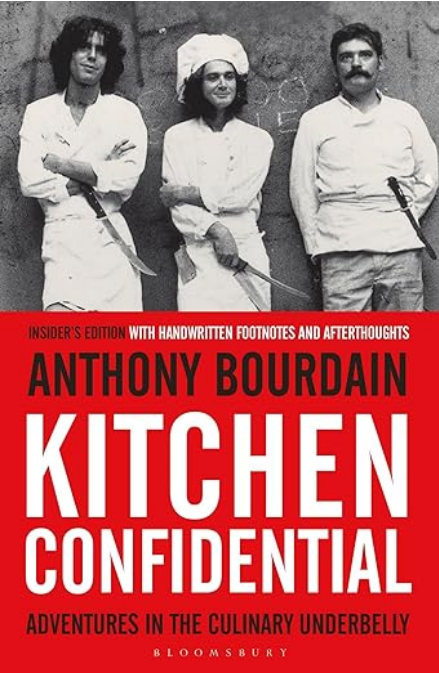 INSIDER'S EDITION WITH HANDWRITTEN FOOTNOTES AND AFTERTHOUGHTS
ANTHONY BOURDAIN
KITCHEN
CONFIDENTIAL
ADVENTURES IN THE CULINARY UNDERBELLY
BLOOMSBURY